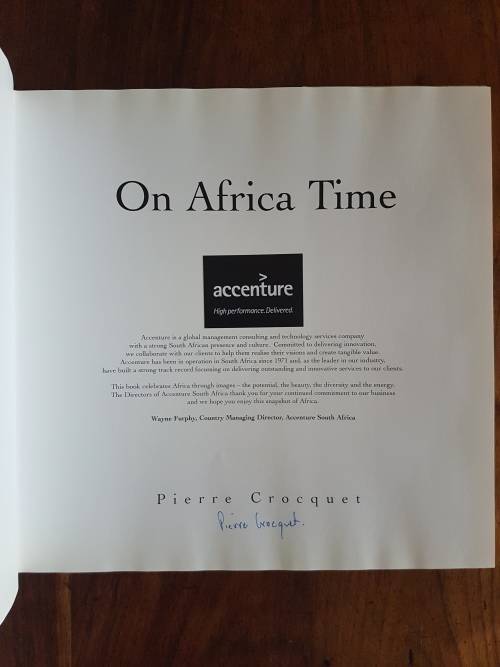 On Africa Time
>
accenture
High performance. Delivered.
Accenture is a global management consulting and technology services company
with a strong South African presence and culture. Committed to delivering innovation,
we collaborate with our clients to help them realise their visions and create tangible value.
Accenture has been in operation in South Africa since 1971 and, as the leader in our industry,
have built a strong track record focussing on delivering outstanding and innovative services to our clients.
This book celebrates Africa through images – the potential, the beauty, the diversity and the energy.
The Directors of Accenture South Africa thank you for your continued commitment to our business
and we hope you enjoy this snapshot of Africa.
Wayne Furphy, Country Managing Director, Accenture South Africa
Pierre Crocquet
Pierre Crocquet.